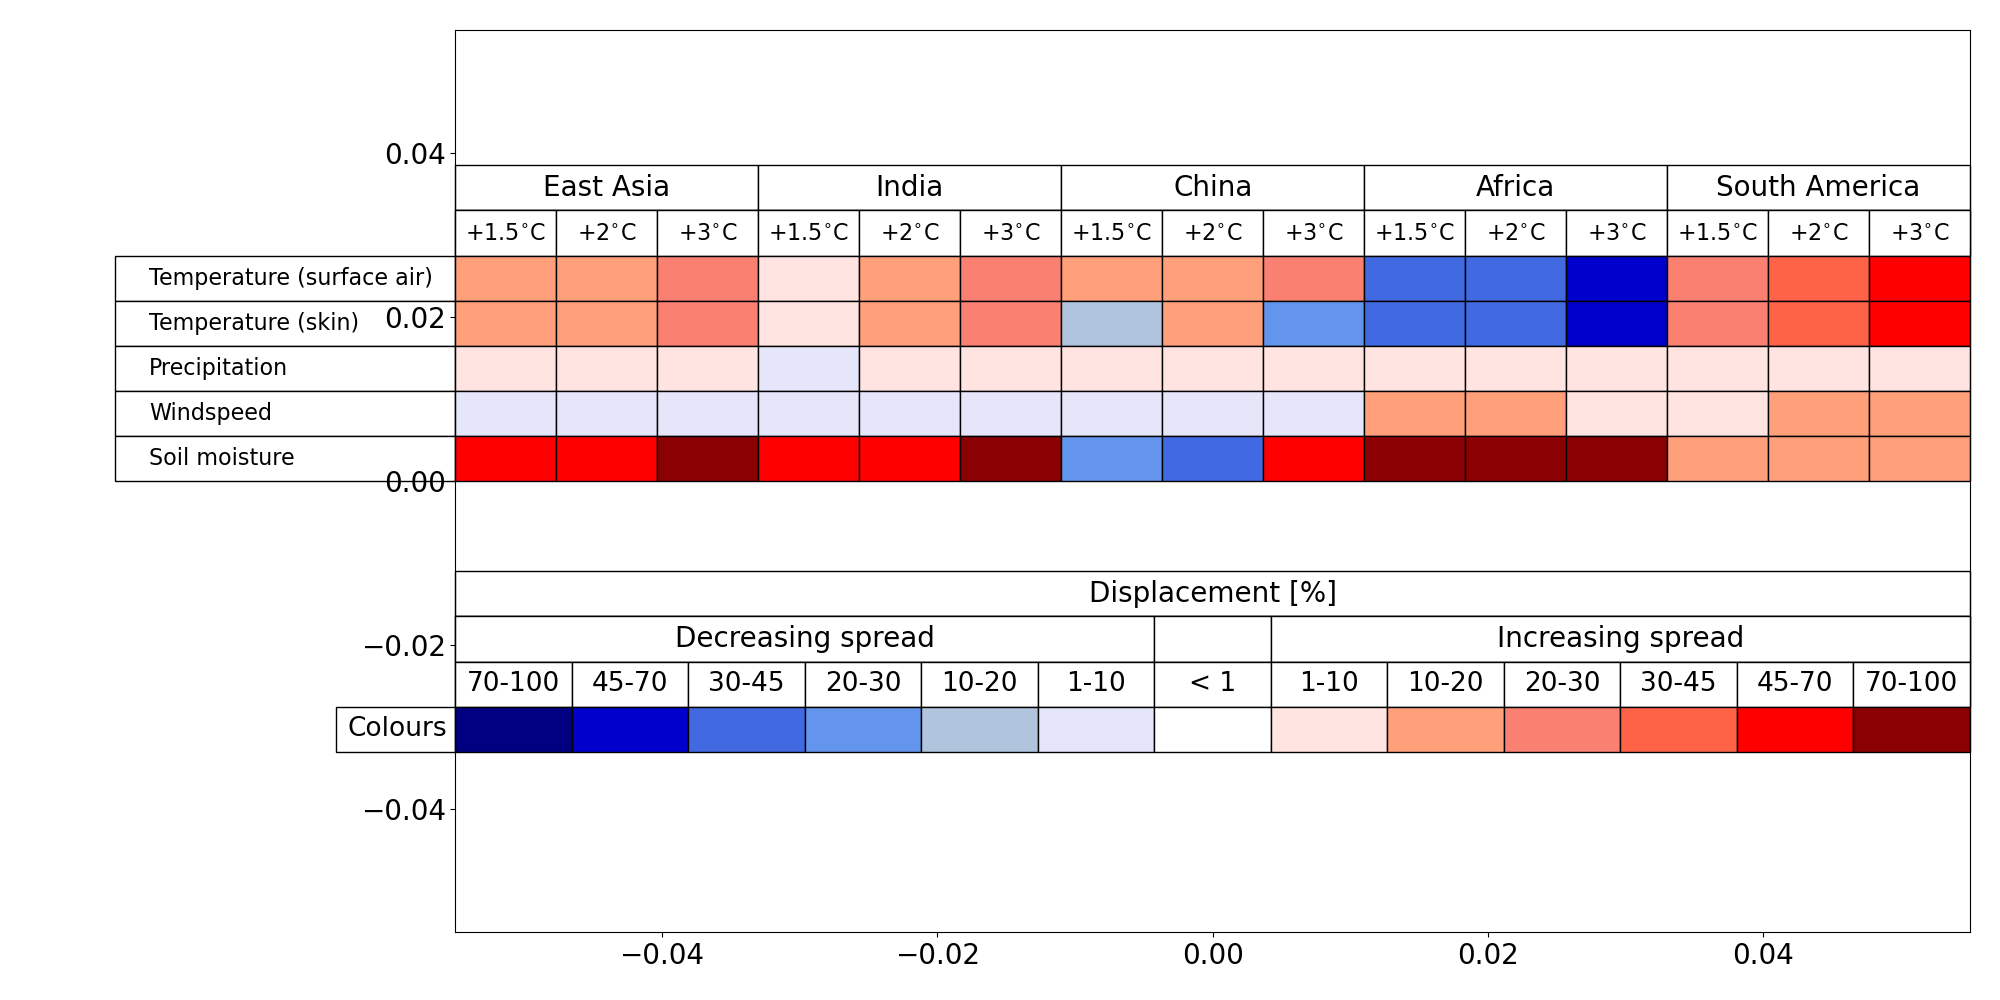 0.04
East Asia India China Africa South America
+1.5°C +2°C +3°C +1.5°C +2°C +3°C +1.5°C +2°C +3°C +1.5°C +2°C +3°C +1.5°C +2°C +3°C
Temperature (surface air)
Temperature (skin) 0.02
Precipitation
Windspeed
Soil moisture
0.00
Displacement [%]
−0.02 Decreasing spread Increasing spread
70-100 45-70 30-45 20-30 10-20 1-10 < 1 1-10 10-20 20-30 30-45 45-70 70-100
Colours
−0.04
−0.04 −0.02 0.00 0.02 0.04